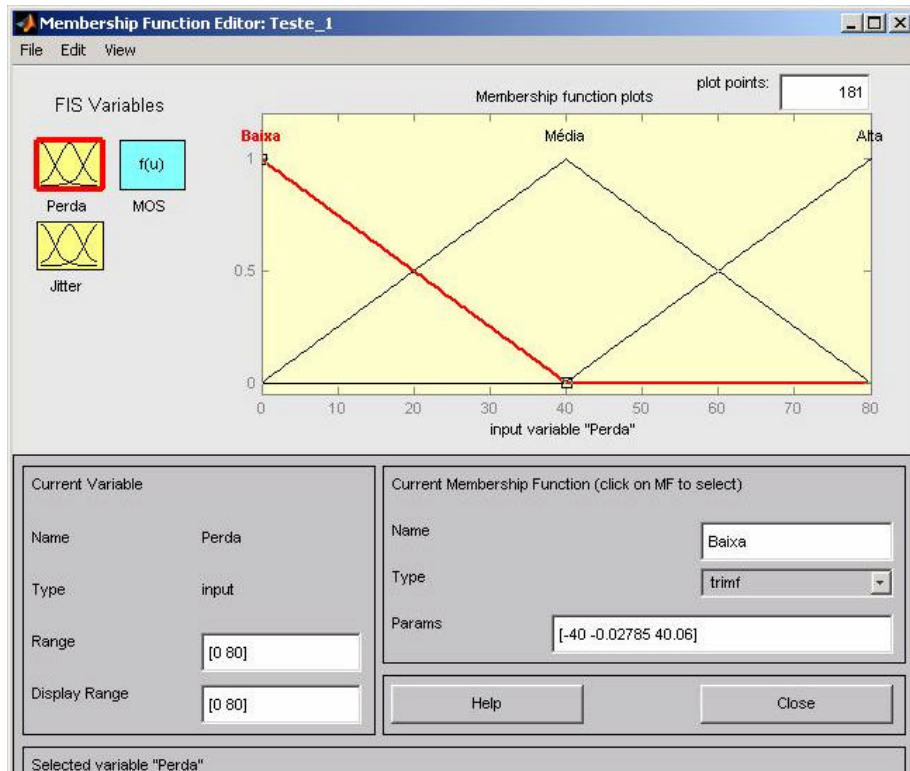 Membership Function Editor: Teste_1
File Edit View
FIS Variables
f(u)
Perda MOS
Jitter
Membership function plots
plot points: 181
Baixa Média Alta
1
0.5
0
0 10 20 30 40 50 60 70 80
input variable "Perda"
Current Variable
Name Perda
Type input
Range [0 80]
Display Range [0 80]
Current Membership Function (click on MF to select)
Name Baixa
Type trimf
Params [-40 -0.02785 40.06]
Help Close
Selected variable "Perda"